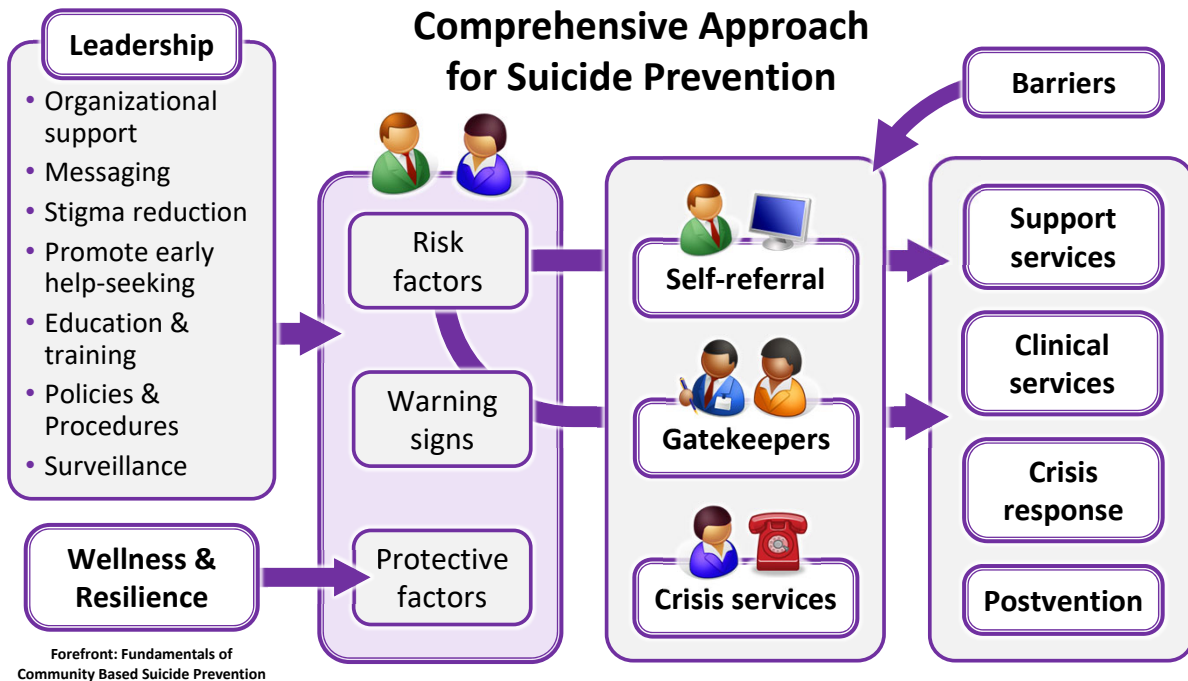 Comprehensive Approach
for Suicide Prevention
Leadership
• Organizational
support
• Messaging
• Stigma reduction
• Promote early
help-seeking
• Education &
training
• Policies &
Procedures
• Surveillance
Wellness &
Resilience
Forefront: Fundamentals of
Community Based Suicide Prevention
Risk
factors
Warning
signs
Protective
factors
Self-referral
Gatekeepers
Crisis services
Barriers
Support
services
Clinical
services
Crisis
response
Postvention